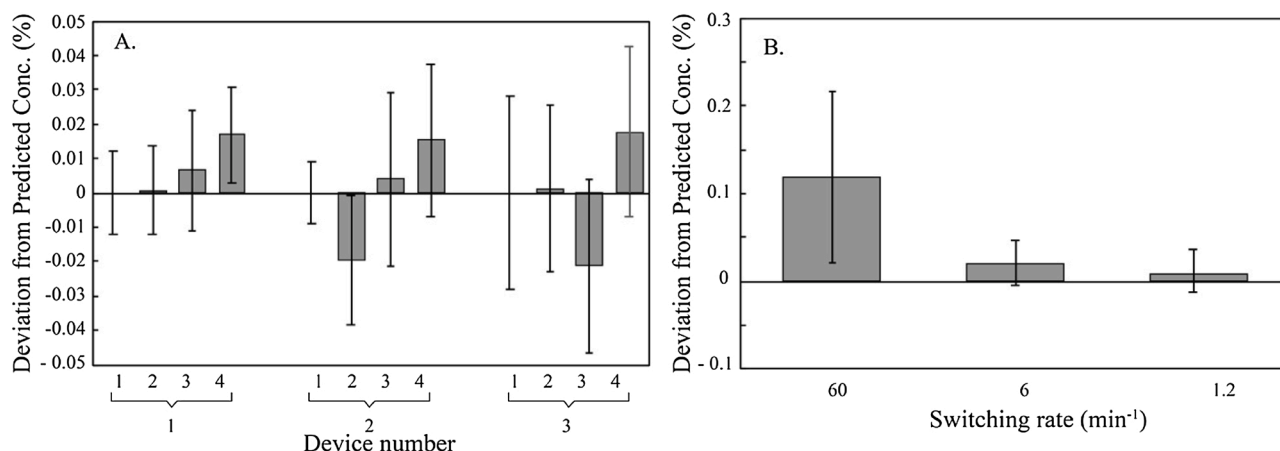 Deviation from Predicted Conc. (%)
A.
0.05
0.04
0.03
0.02
0.01
0
-0.01
-0.02
-0.03
-0.04
- 0.05
1 2 3 4 1 2 3 4 1 2 3 4
1 2 3
Device number
Deviation from Predicted Conc. (%)
B.
0.3
0.2
0.1
0
- 0.1
60 6 1.2
Switching rate (min⁻¹)